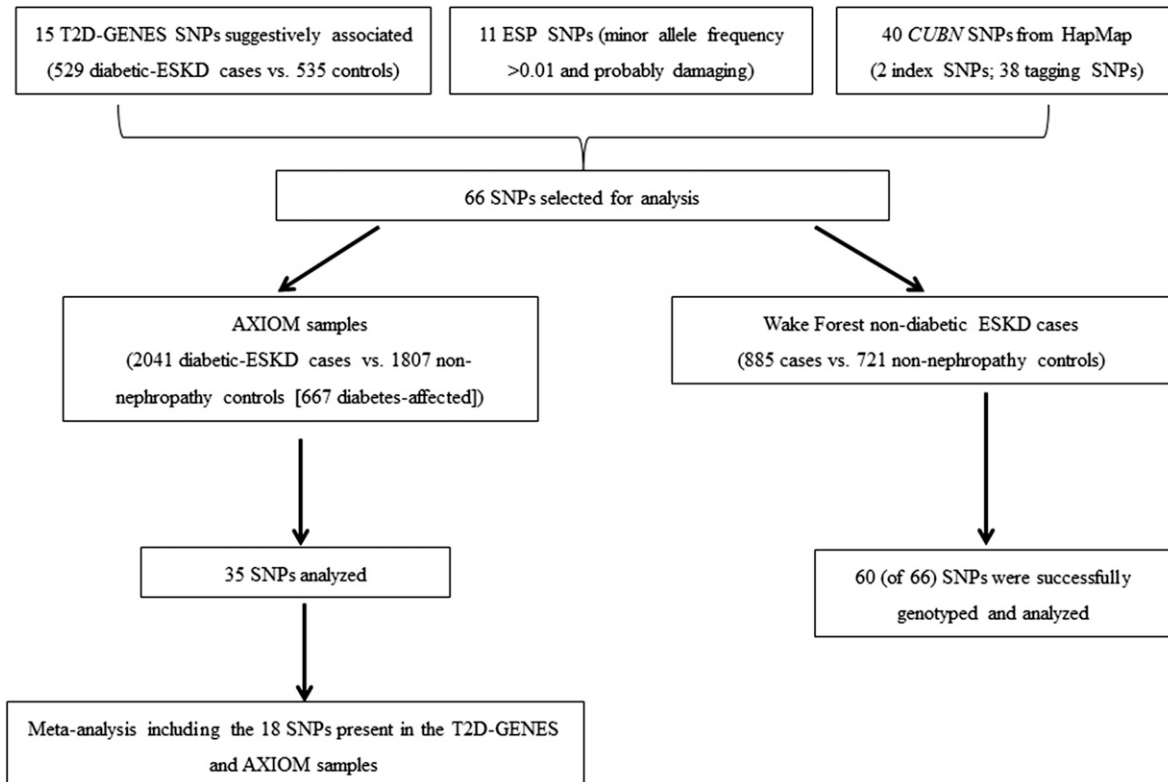 15 T2D-GENES SNPs suggestively associated
(529 diabetic-ESKD cases vs. 535 controls)
11 ESP SNPs (minor allele frequency
>0.01 and probably damaging)
40 CUBN SNPs from HapMap
(2 index SNPs; 38 tagging SNPs)
66 SNPs selected for analysis
AXIOM samples
(2041 diabetic-ESKD cases vs. 1807 non-
nephropathy controls [667 diabetes-affected])
Wake Forest non-diabetic ESKD cases
(885 cases vs. 721 non-nephropathy controls)
35 SNPs analyzed
60 (of 66) SNPs were successfully
genotyped and analyzed
Meta-analysis including the 18 SNPs present in the T2D-GENES
and AXIOM samples